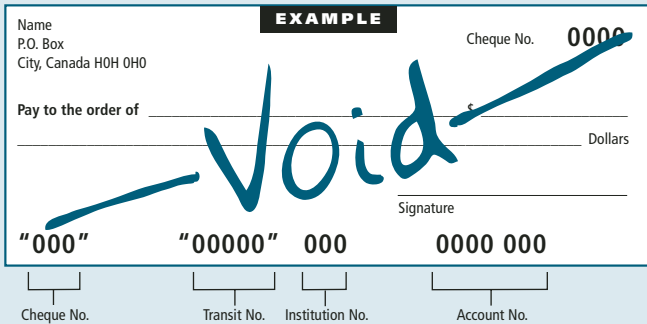 EXAMPLE
Name
P.O. Box
City, Canada H0H 0H0
Cheque No. 0000
Pay to the order of $
Void
Dollars
Signature
"000" "00000" 000 0000 000
Cheque No. Transit No. Institution No. Account No.